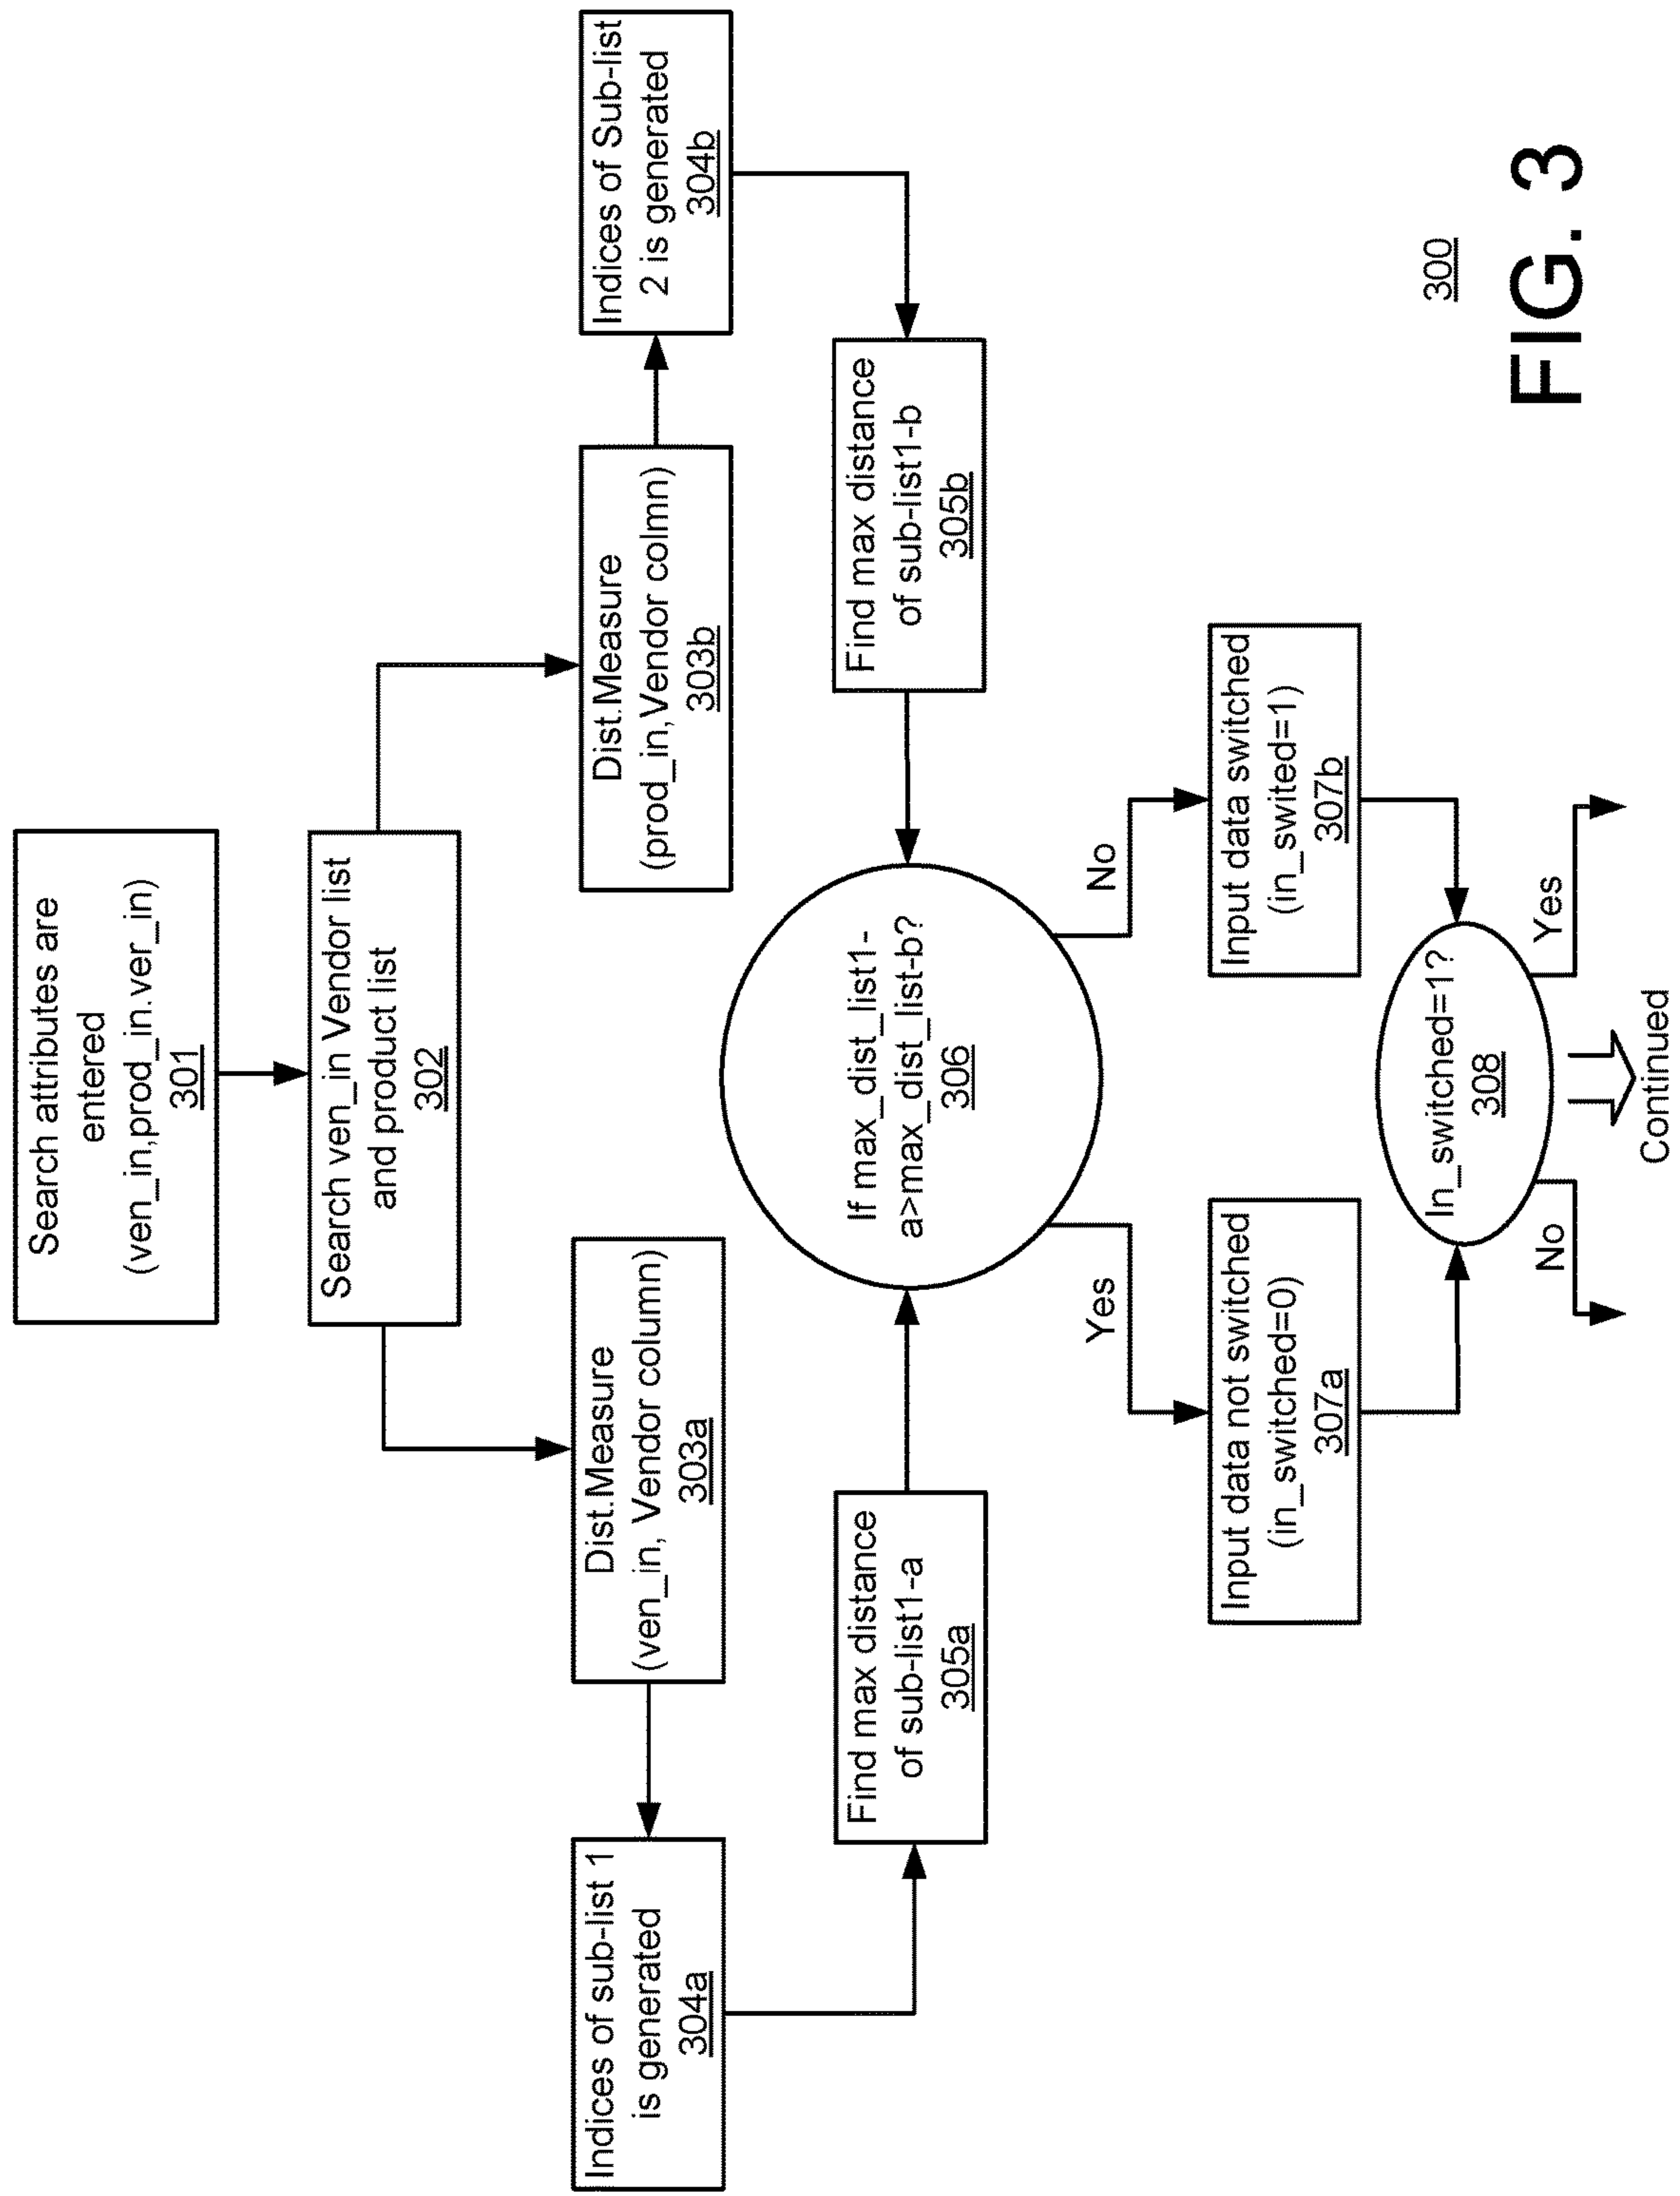 Search attributes are
entered
(ven_in,prod_in.ver_in)
301
Search ven_in Vendor list
and product list
302
Dist.Measure
(ven_in, Vendor column)
303a
Dist.Measure
(prod_in,Vendor colmn)
303b
Indices of sub-list 1
is generated
304a
Indices of Sub-list
2 is generated
304b
Find max distance
of sub-list1-a
305a
Find max distance
of sub-list1-b
305b
If max_dist_list1-
a>max_dist_list-b?
306
Yes
No
Input data not switched
(in_switched=0)
307a
Input data switched
(in_swited=1)
307b
In_switched=1?
308
No
Yes
Continued
300
FIG. 3